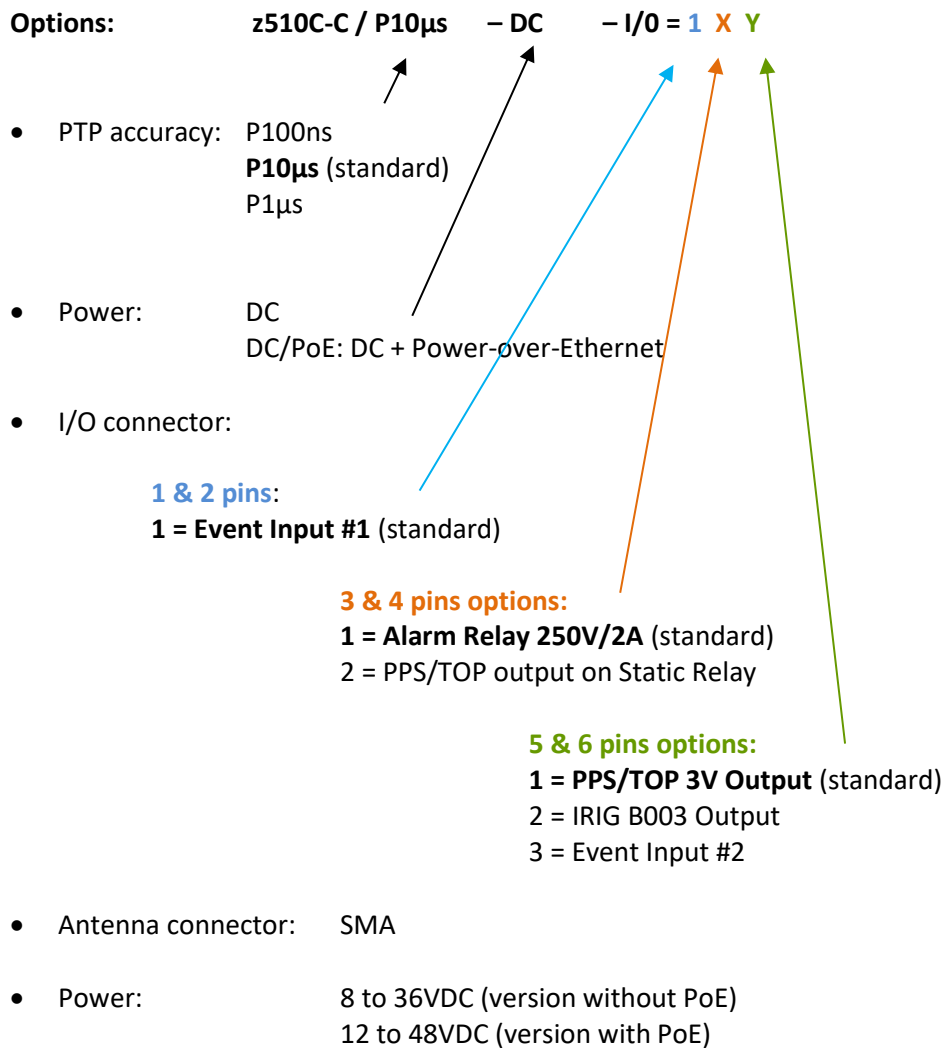 Options: z510C-C / P10µs – DC – I/0 = 1 X Y
• PTP accuracy: P100ns
P10µs (standard)
P1µs
• Power: DC
DC/PoE: DC + Power-over-Ethernet
• I/O connector:
1 & 2 pins:
1 = Event Input #1 (standard)
3 & 4 pins options:
1 = Alarm Relay 250V/2A (standard)
2 = PPS/TOP output on Static Relay
5 & 6 pins options:
1 = PPS/TOP 3V Output (standard)
2 = IRIG B003 Output
3 = Event Input #2
• Antenna connector: SMA
• Power: 8 to 36VDC (version without PoE)
12 to 48VDC (version with PoE)